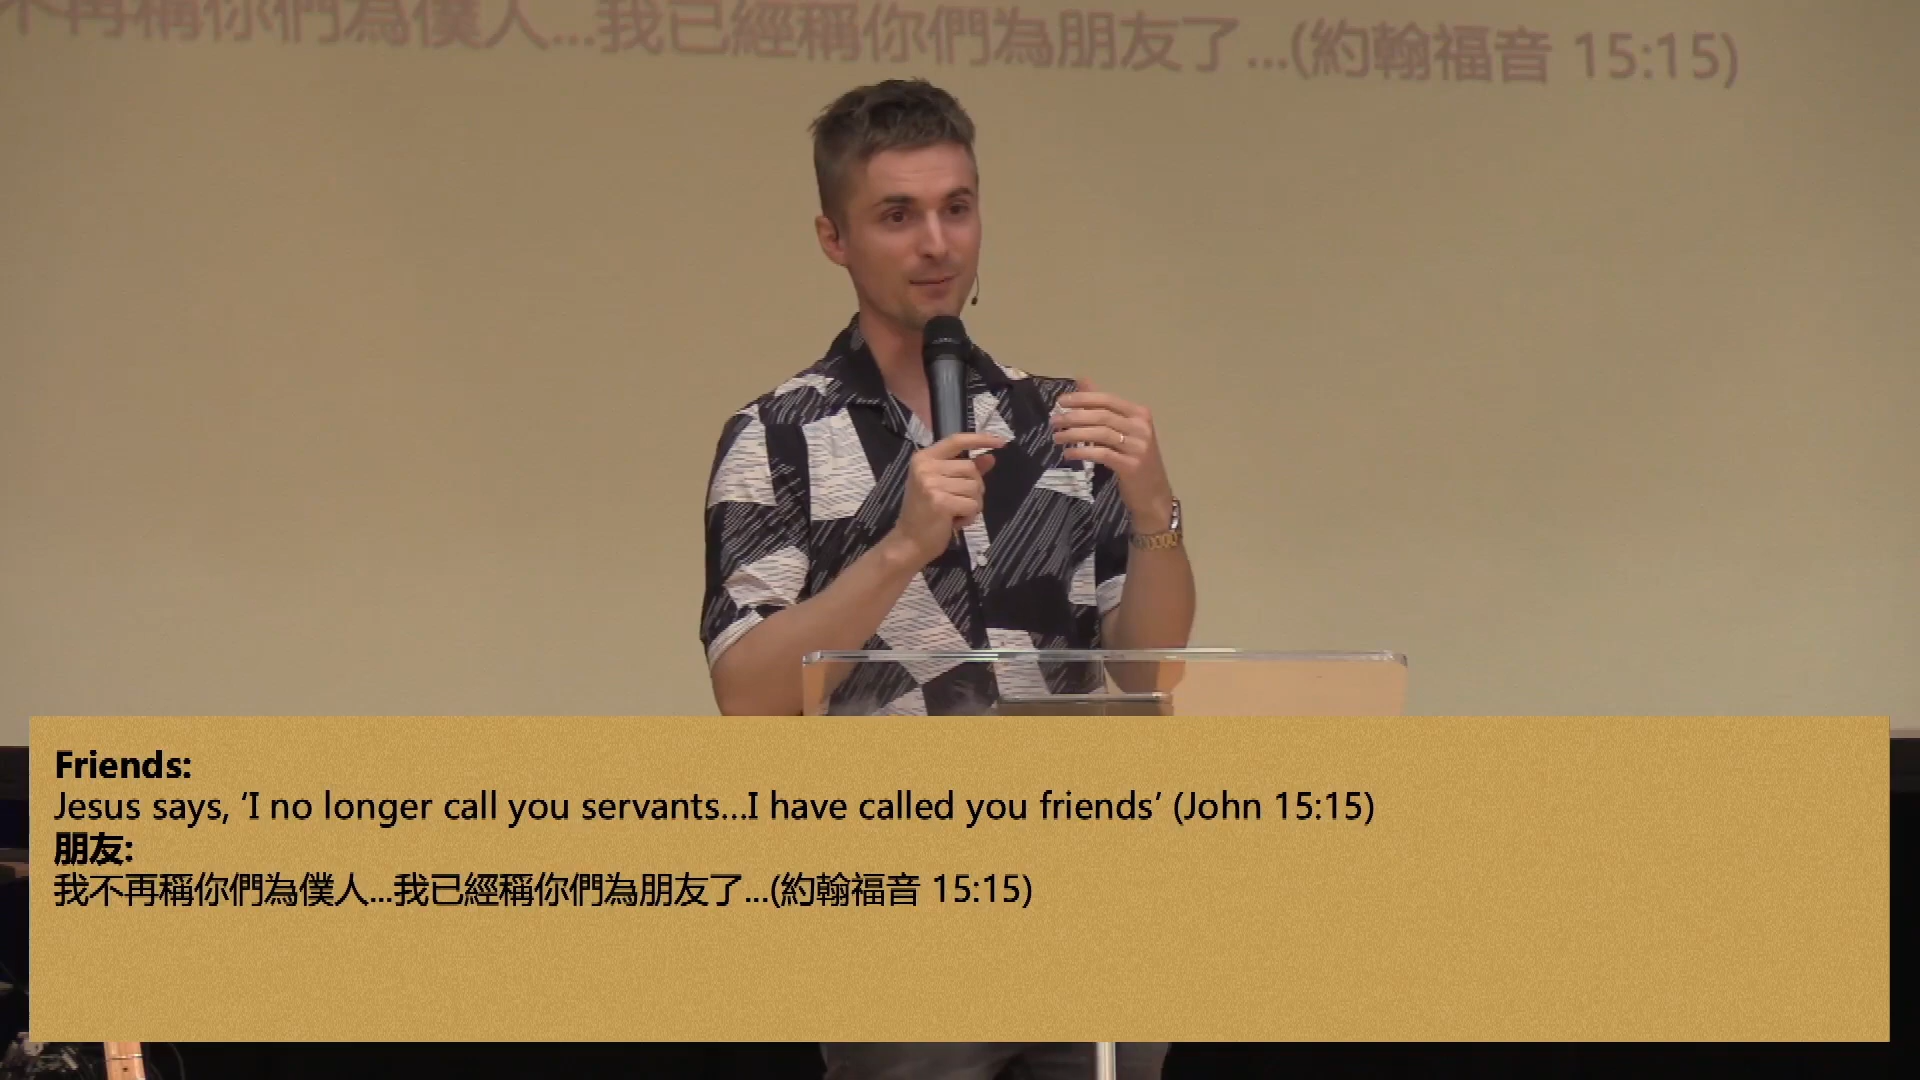 不再稱你們為僕人...我已經稱你們為朋友了...(約翰福音 15:15)
Friends:
Jesus says, ‘I no longer call you servants...I have called you friends’ (John 15:15)
朋友:
我不再稱你們為僕人...我已經稱你們為朋友了...(約翰福音 15:15)